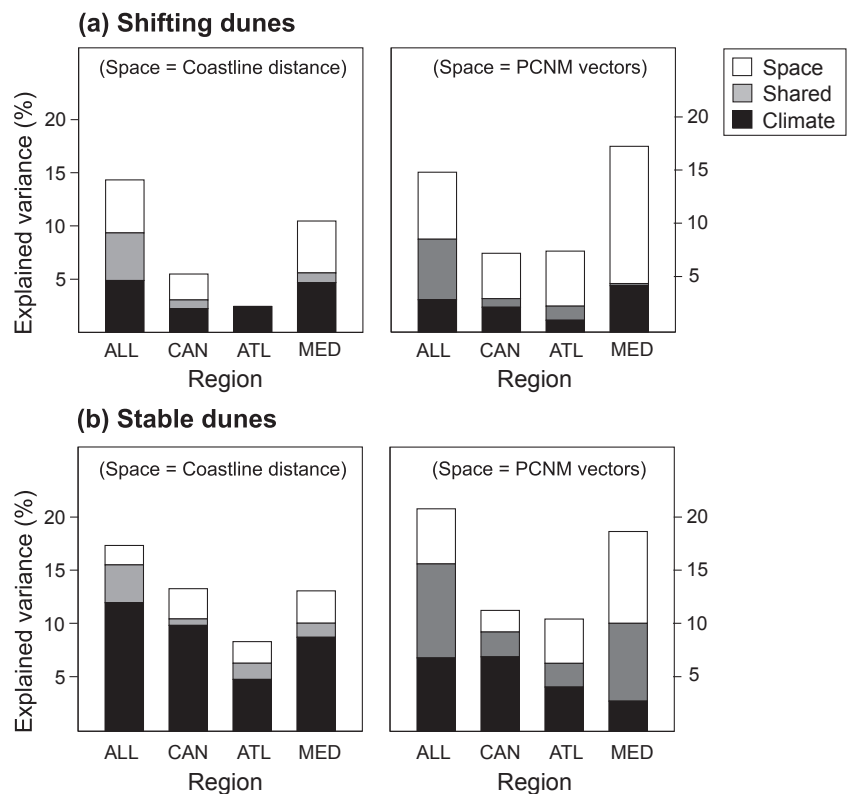 (a) Shifting dunes
(Space = Coastline distance)
(Space = PCNM vectors)
Space
Shared
Climate
Explained variance (%)
20
15
10
5
20
15
10
5
ALL CAN ATL MED
ALL CAN ATL MED
Region
Region
(b) Stable dunes
(Space = Coastline distance)
(Space = PCNM vectors)
Explained variance (%)
20
15
10
5
20
15
10
5
ALL CAN ATL MED
ALL CAN ATL MED
Region
Region